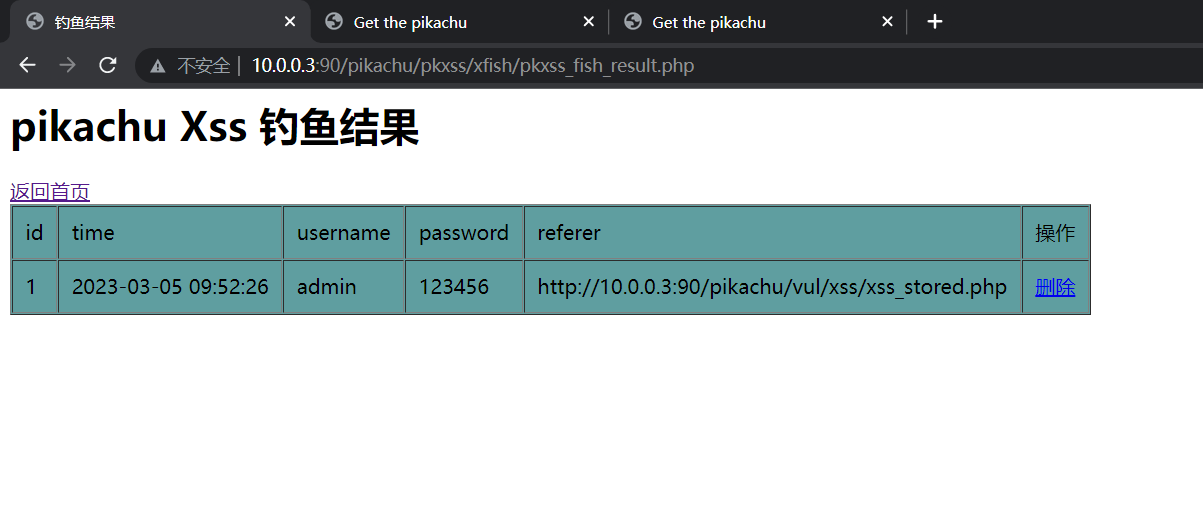 钓鱼结果 Get the pikachu Get the pikachu
不安全 10.0.0.3:90/pikachu/pkxss/xfish/pkxss_fish_result.php
pikachu Xss 钓鱼结果
返回首页
id time username password referer 操作
1 2023-03-05 09:52:26 admin 123456 http://10.0.0.3:90/pikachu/vul/xss/xss_stored.php 删除